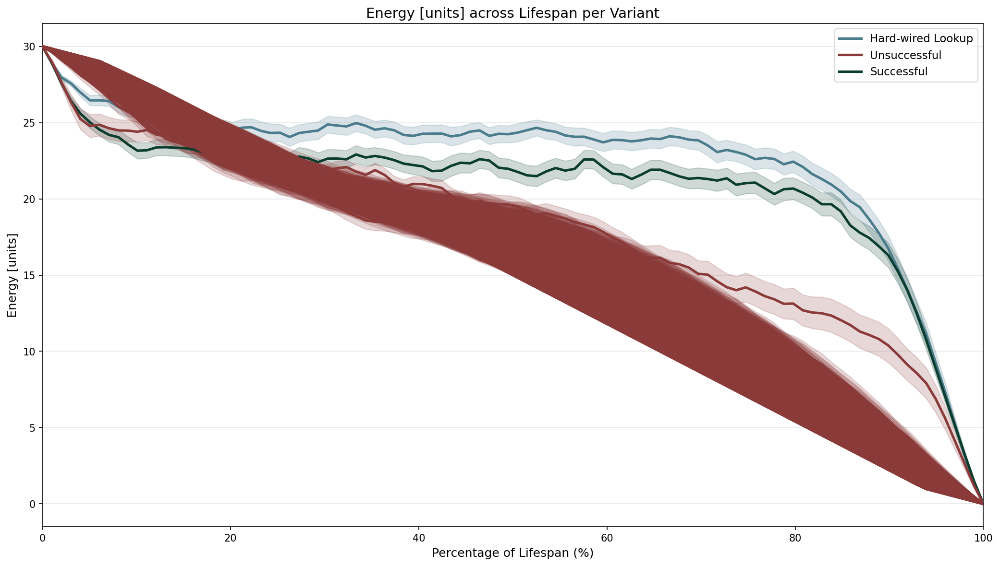 Energy [units] across Lifespan per Variant
Hard-wired Lookup
Unsuccessful
Successful
Energy [units]
30
25
20
15
10
5
0
0 20 40 60 80 100
Percentage of Lifespan (%)